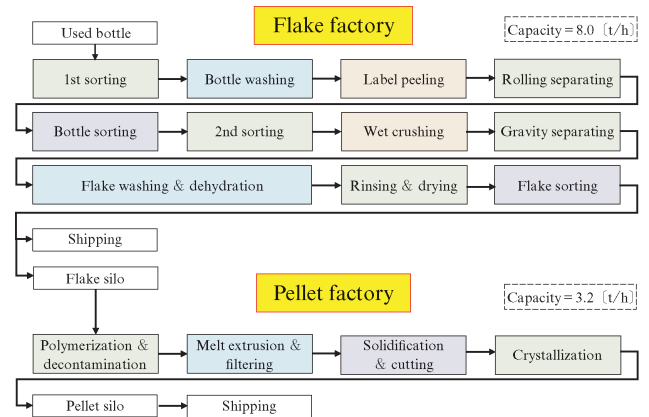 Used bottle
Flake factory
Capacity = 8.0 〔t/h〕
1st sorting
Bottle washing
Label peeling
Rolling separating
Bottle sorting
2nd sorting
Wet crushing
Gravity separating
Flake washing & dehydration
Rinsing & drying
Flake sorting
Shipping
Flake silo
Pellet factory
Capacity = 3.2 〔t/h〕
Polymerization &
decontamination
Melt extrusion &
filtering
Solidification
& cutting
Crystallization
Pellet silo
Shipping